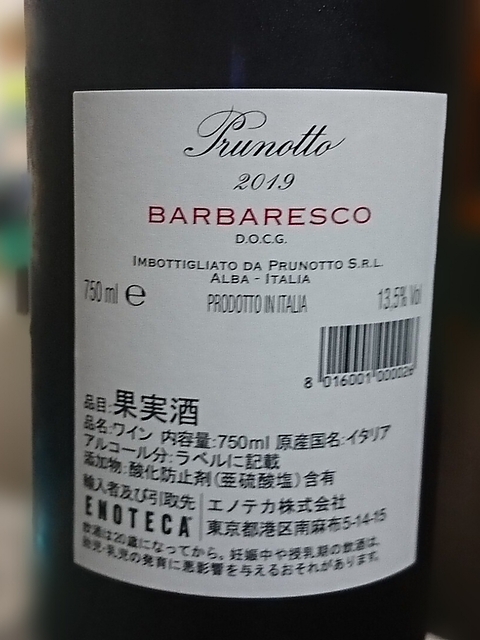 Prunotto
2019
BARBARESCO
D.O.C.G.
IMBOTTIGLIATO DA PRUNOTTO S.R.L.
ALBA - ITALIA
750 ml e PRODOTTO IN ITALIA 13,5% Vol
8 016001 000026
品目:果実酒
品名:ワイン 内容量:750ml 原産国名:イタリア
アルコール分:ラベルに記載
添加物:酸化防止剤(亜硫酸塩)含有
輸入者及び引取先 エノテカ株式会社
ENOTECA 東京都港区南麻布5-14-15
飲酒は20歳になってから。妊娠中や授乳期の飲酒は、
胎児・乳児の発育に悪影響を与えるおそれがあります。